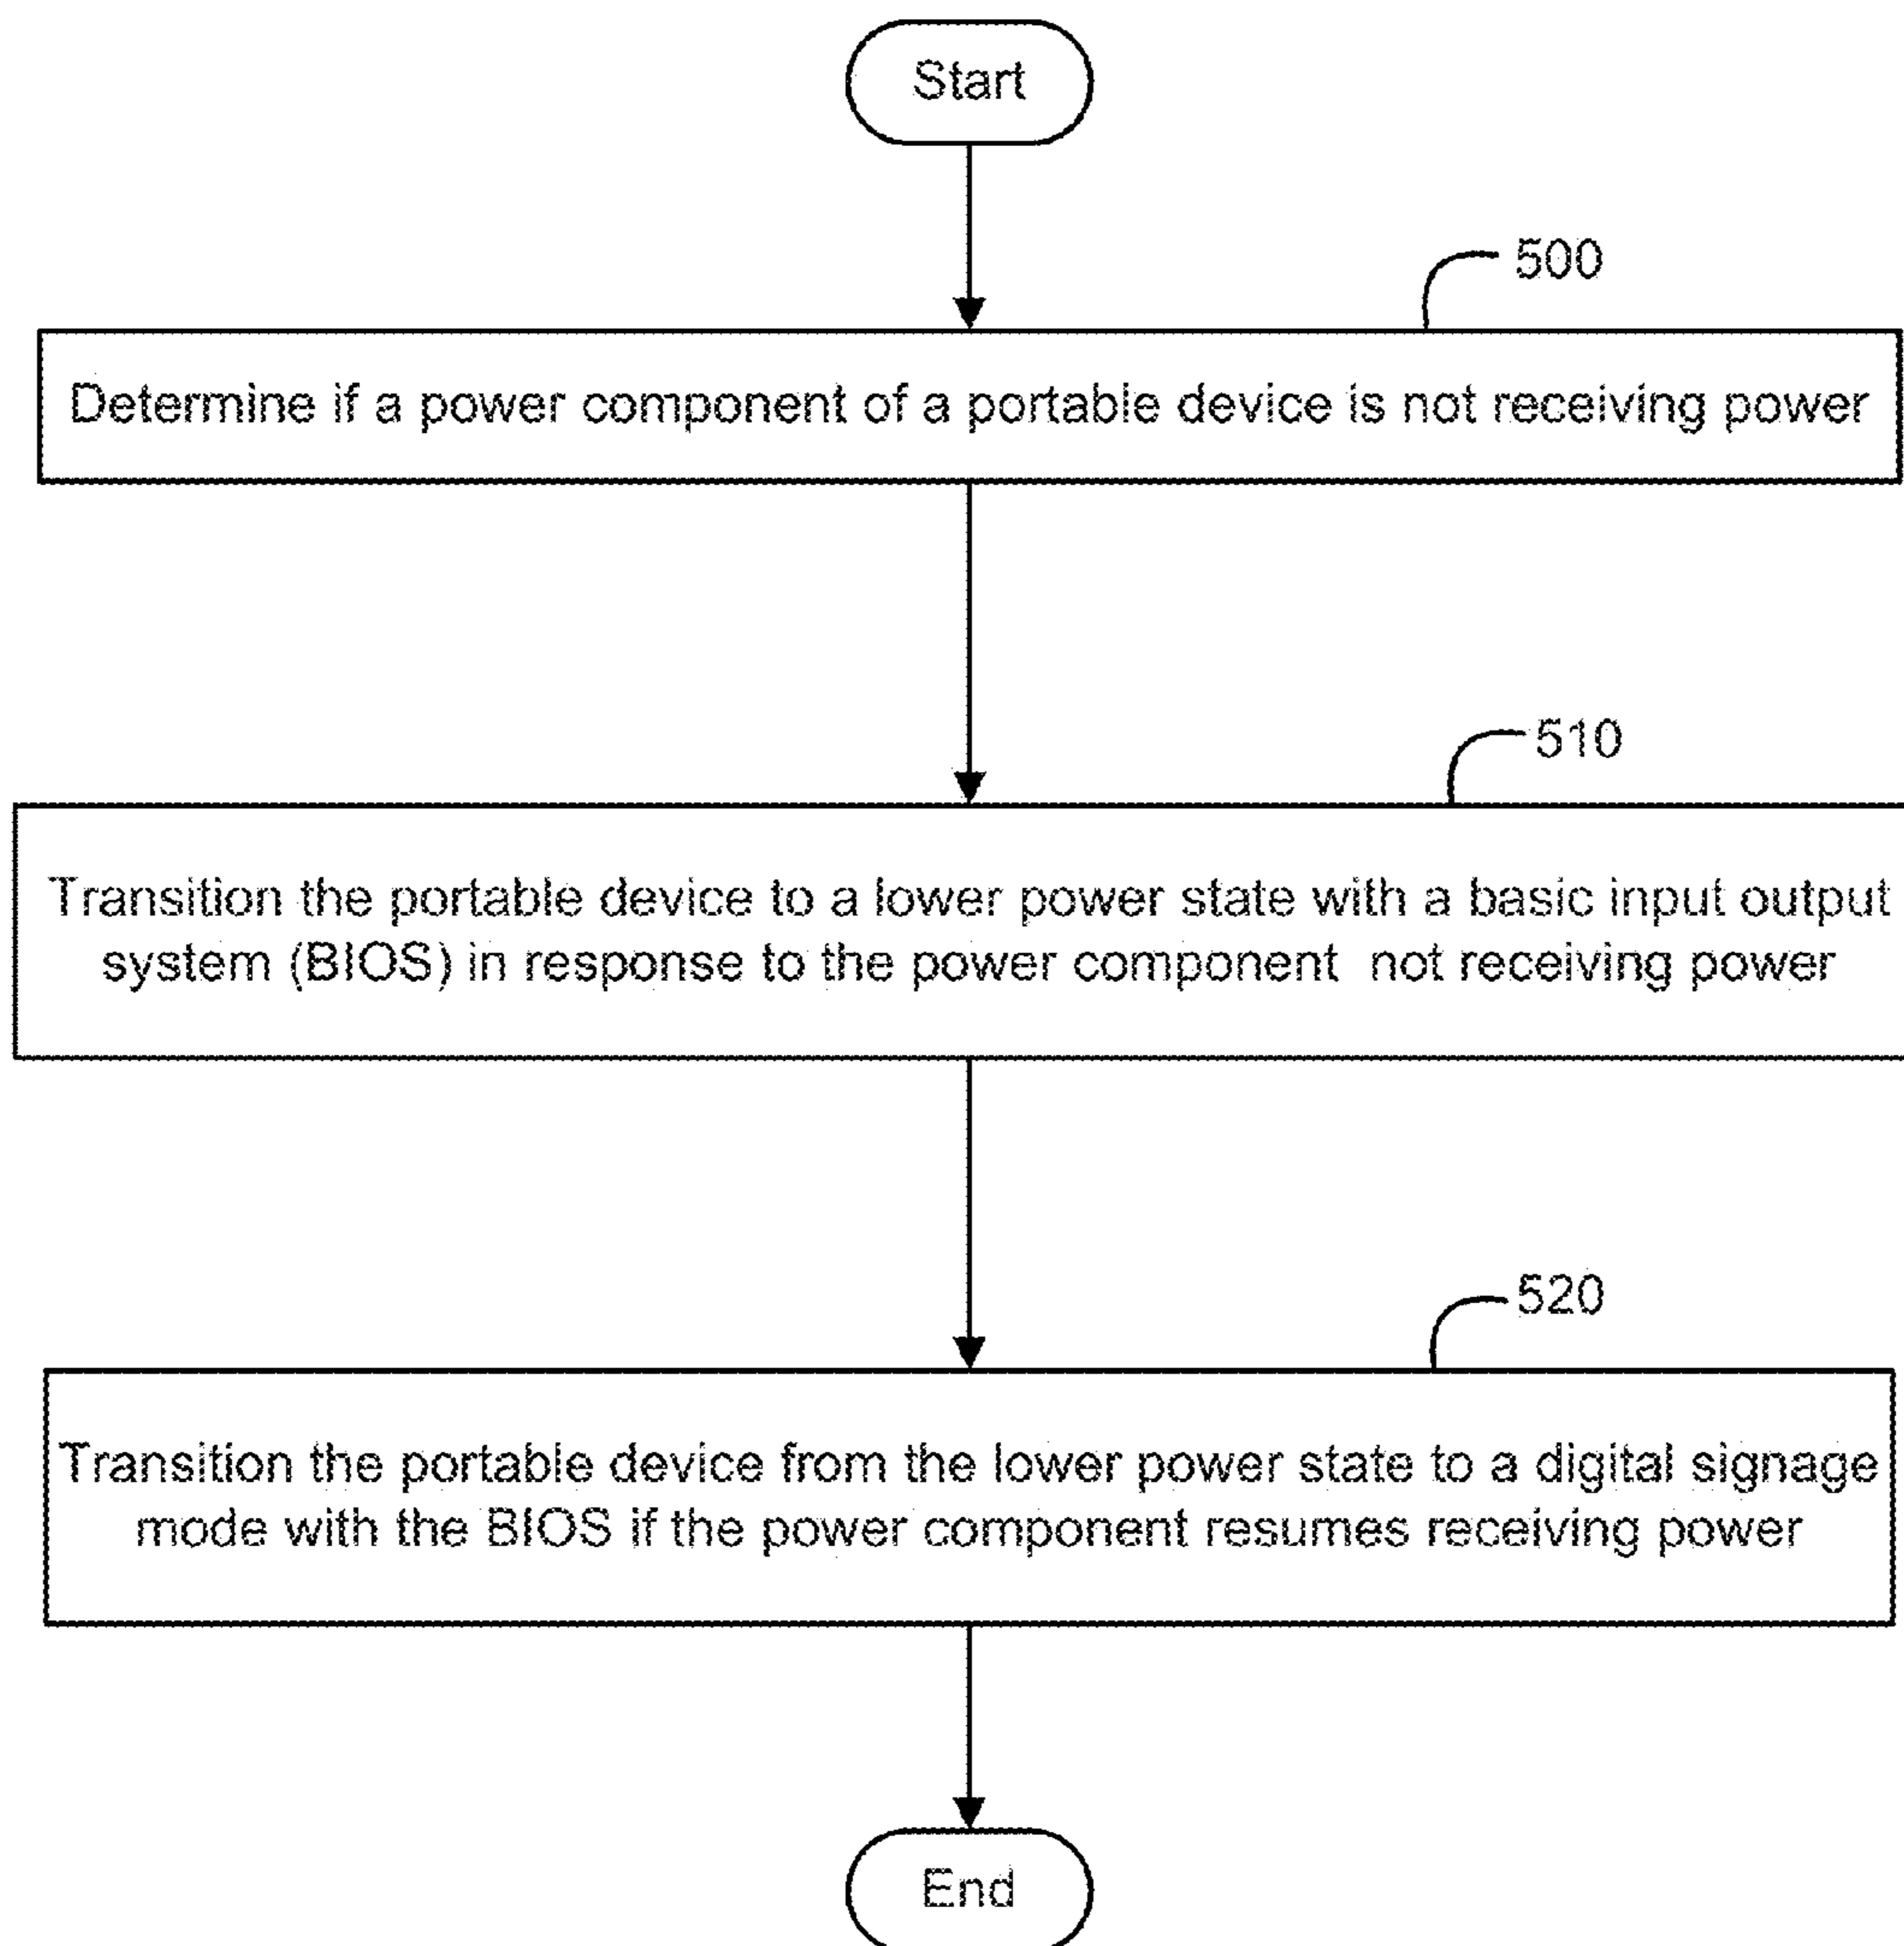 Start
500
Determine if a power component of a portable device is not receiving power
510
Transition the portable device to a lower power state with a basic input output
system (BIOS) in response to the power component not receiving power
520
Transition the portable device from the lower power state to a digital signage
mode with the BIOS if the power component resumes receiving power
End